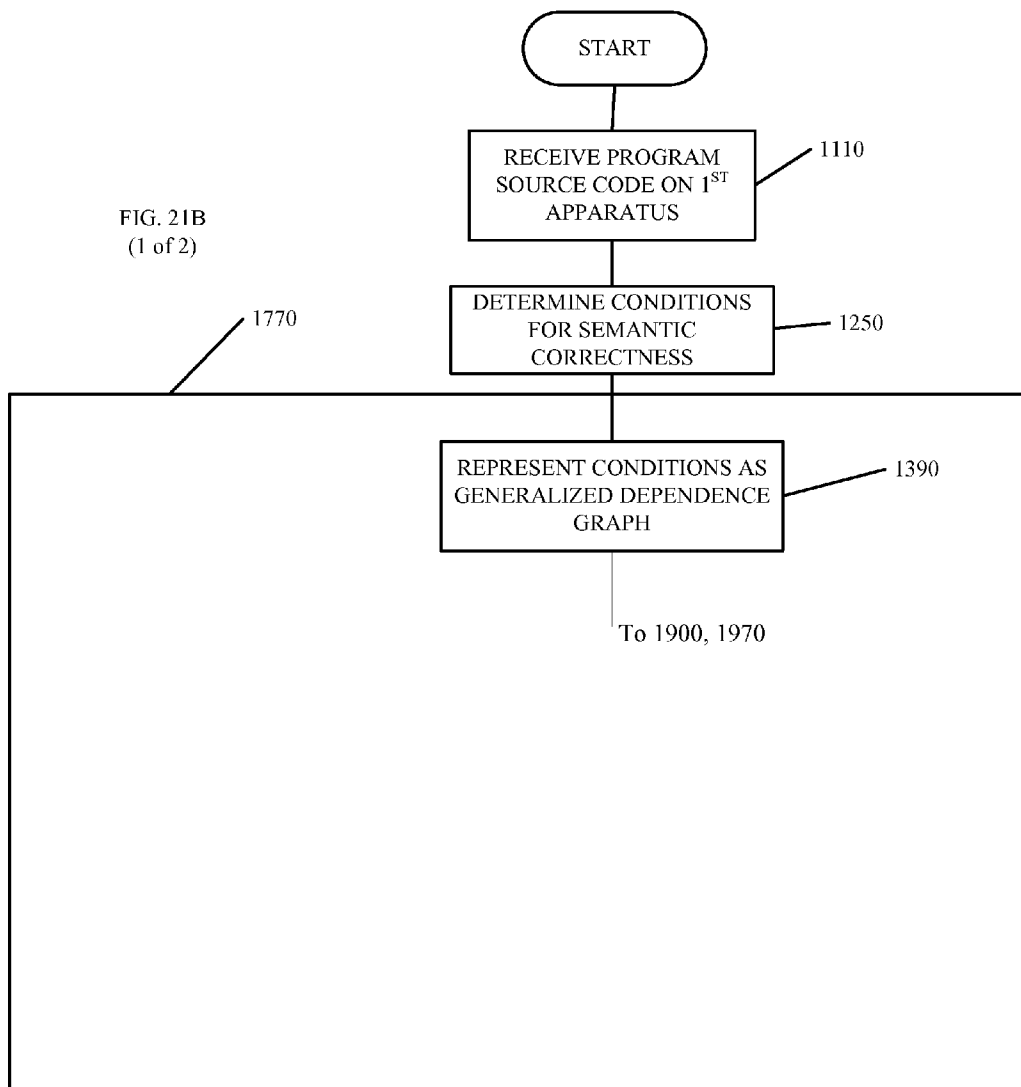 START
RECEIVE PROGRAM
SOURCE CODE ON 1ST
APPARATUS
1110
FIG. 21B
(1 of 2)
DETERMINE CONDITIONS
FOR SEMANTIC
CORRECTNESS
1250
1770
REPRESENT CONDITIONS AS
GENERALIZED DEPENDENCE
GRAPH
1390
To 1900, 1970